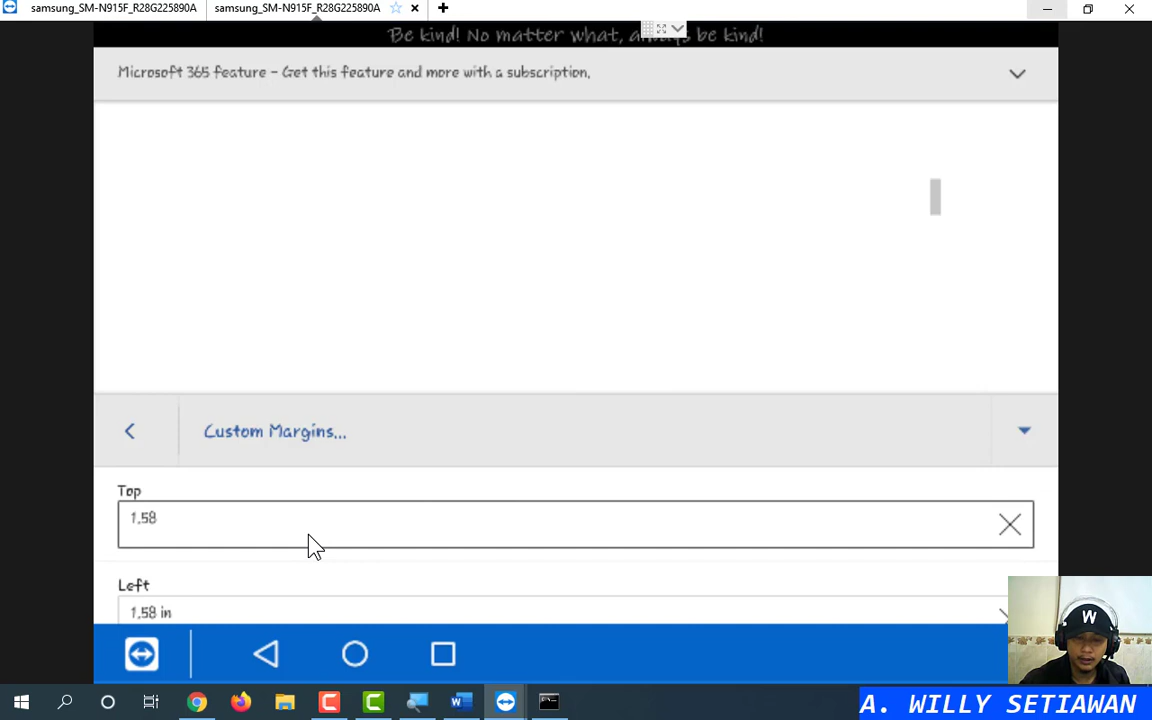 samsung_SM-N915F_R28G225890A
samsung_SM-N915F_R28G225890A
Be kind! No matter what, always be kind!
Microsoft 365 feature - Get this feature and more with a subscription.
Custom Margins...
Top
1.58
Left
1.58 in
W
A. WILLY SETIAWAN